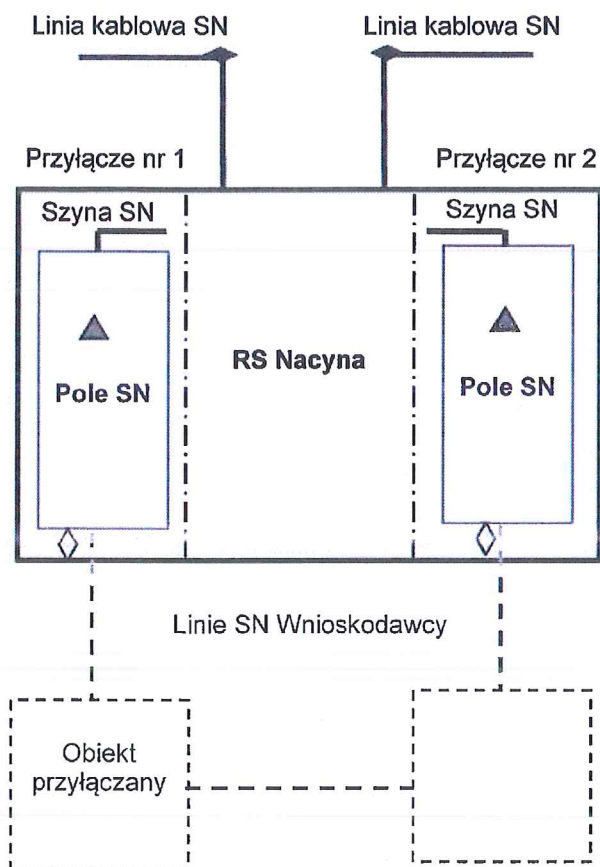 Linia kablowa SN
Linia kablowa SN
Przyłącze nr 1
Przyłącze nr 2
Szyna SN
Szyna SN
RS Nacyna
Pole SN
Pole SN
Linie SN Wnioskodawcy
Obiekt
przyłączany